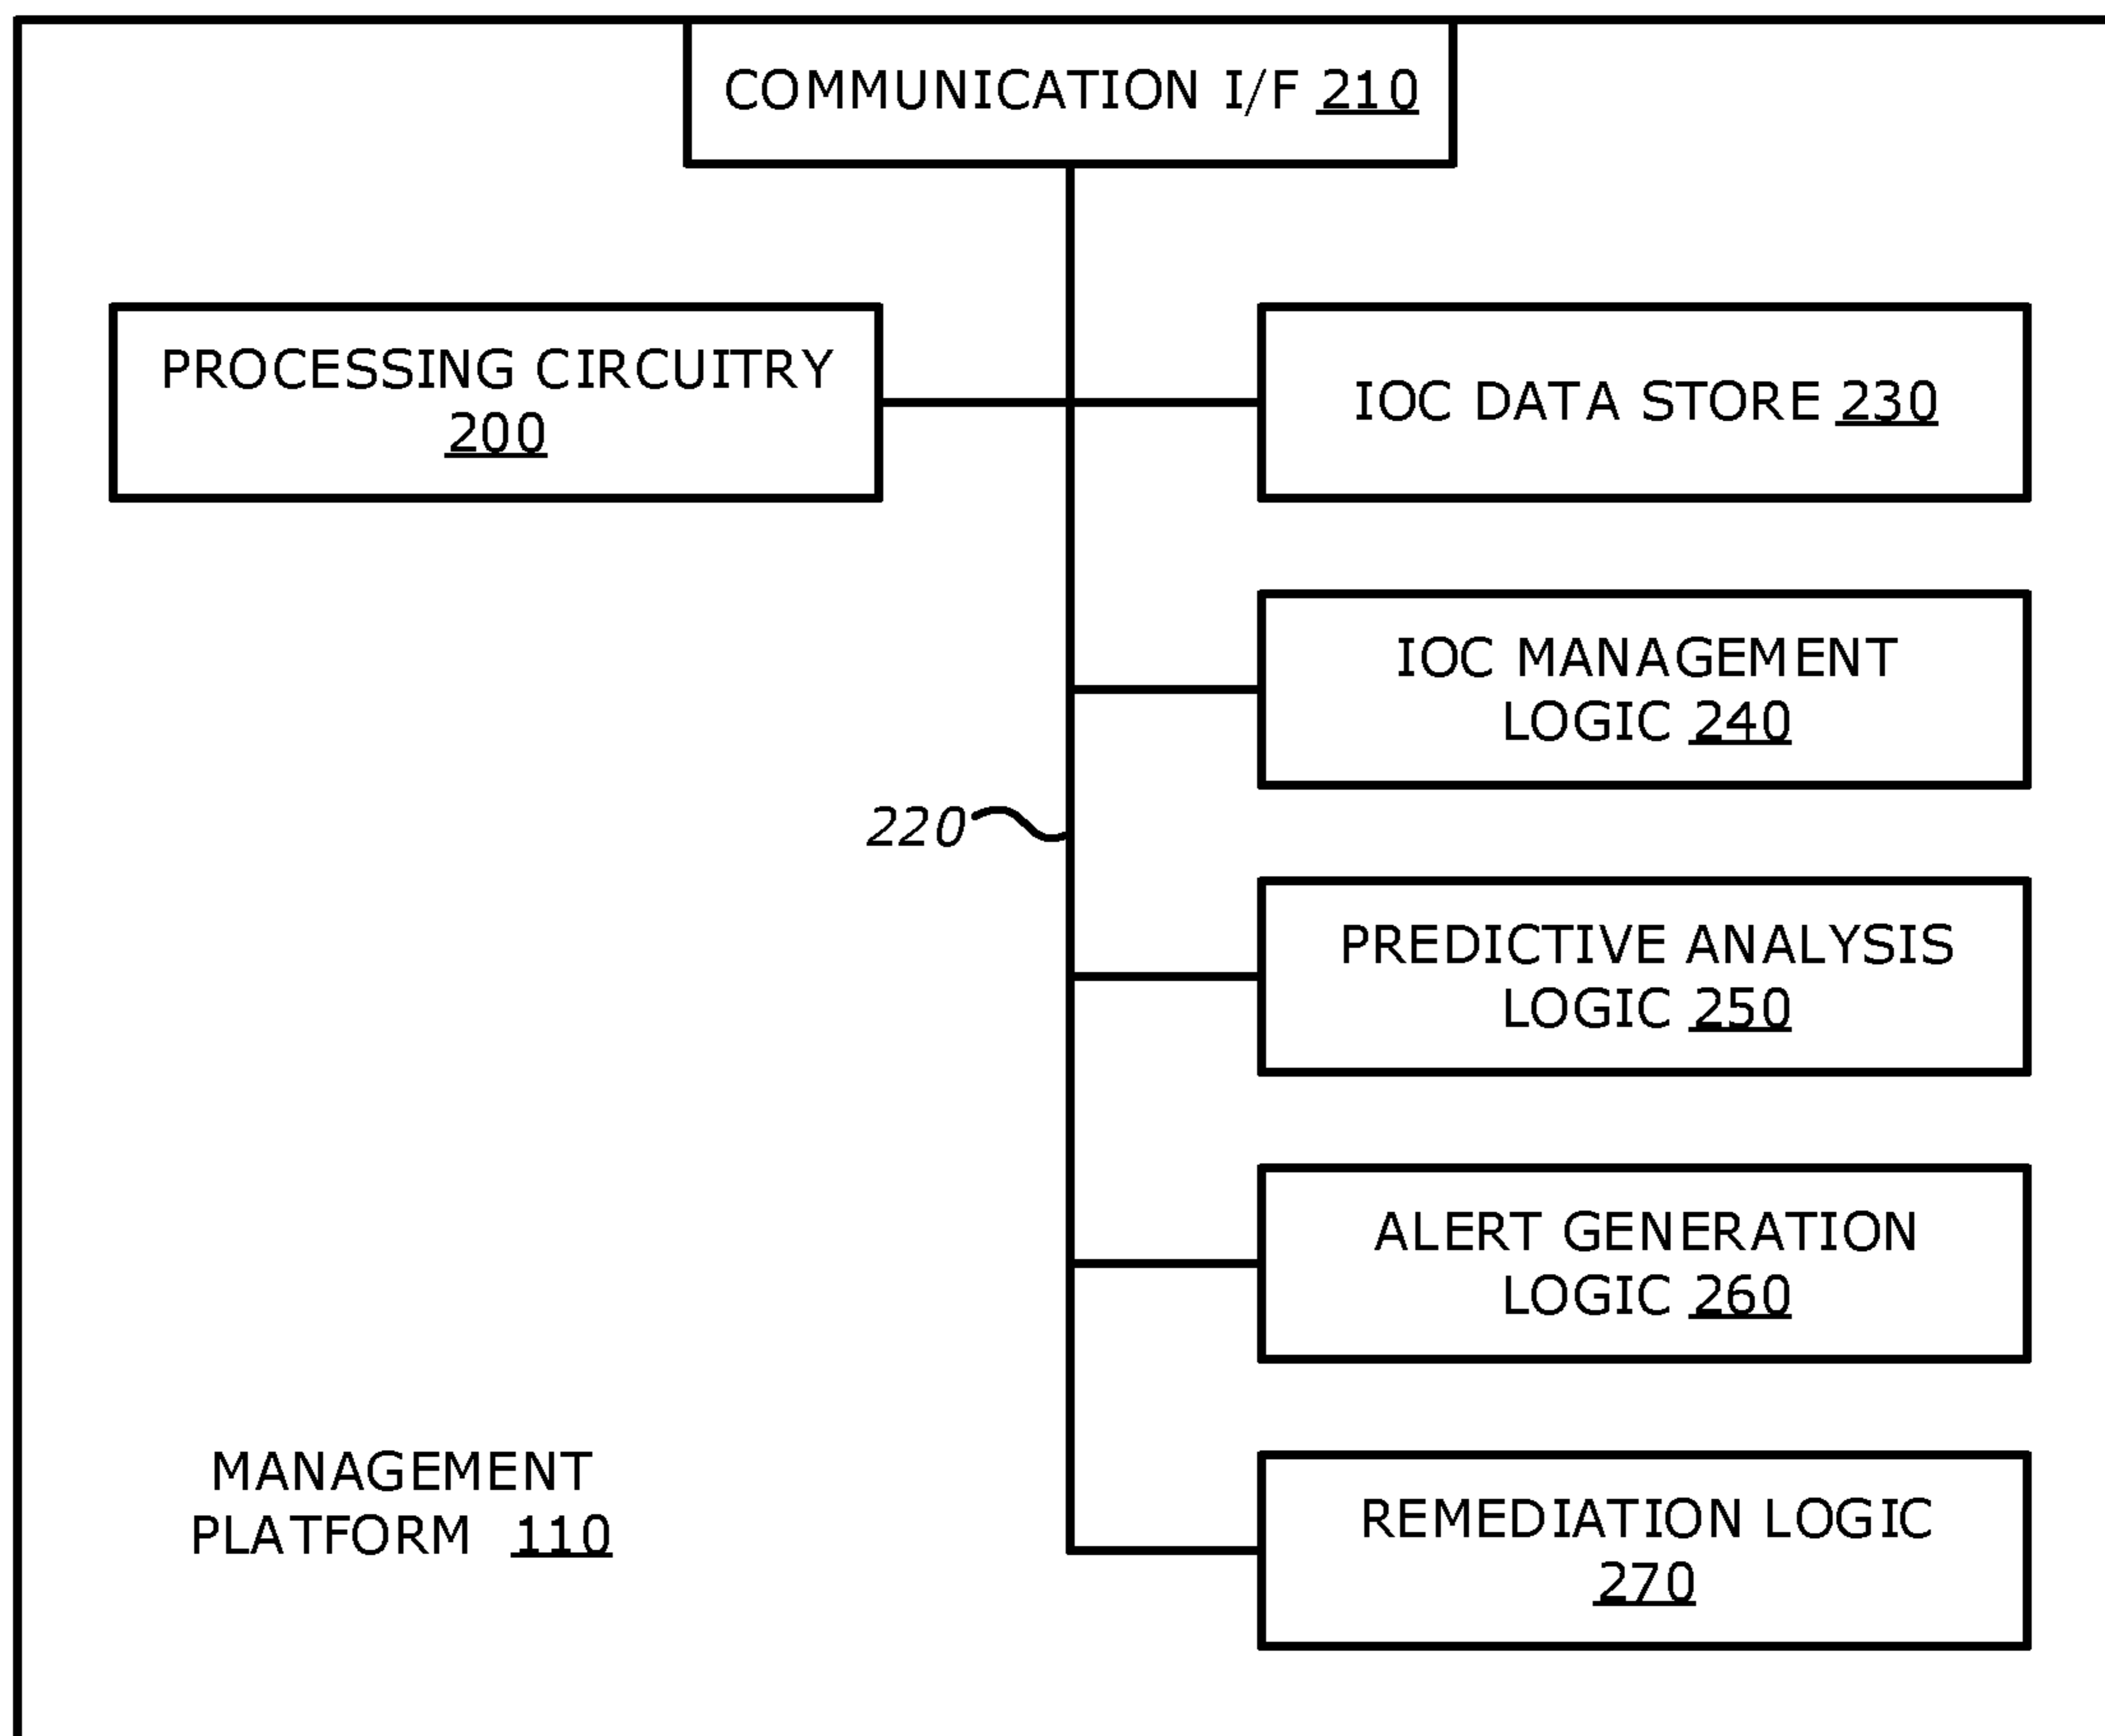 COMMUNICATION I/F 210
PROCESSING CIRCUITRY
200
IOC DATA STORE 230
IOC MANAGEMENT
LOGIC 240
220
PREDICTIVE ANALYSIS
LOGIC 250
ALERT GENERATION
LOGIC 260
MANAGEMENT
PLATFORM 110
REMEDIATION LOGIC
270